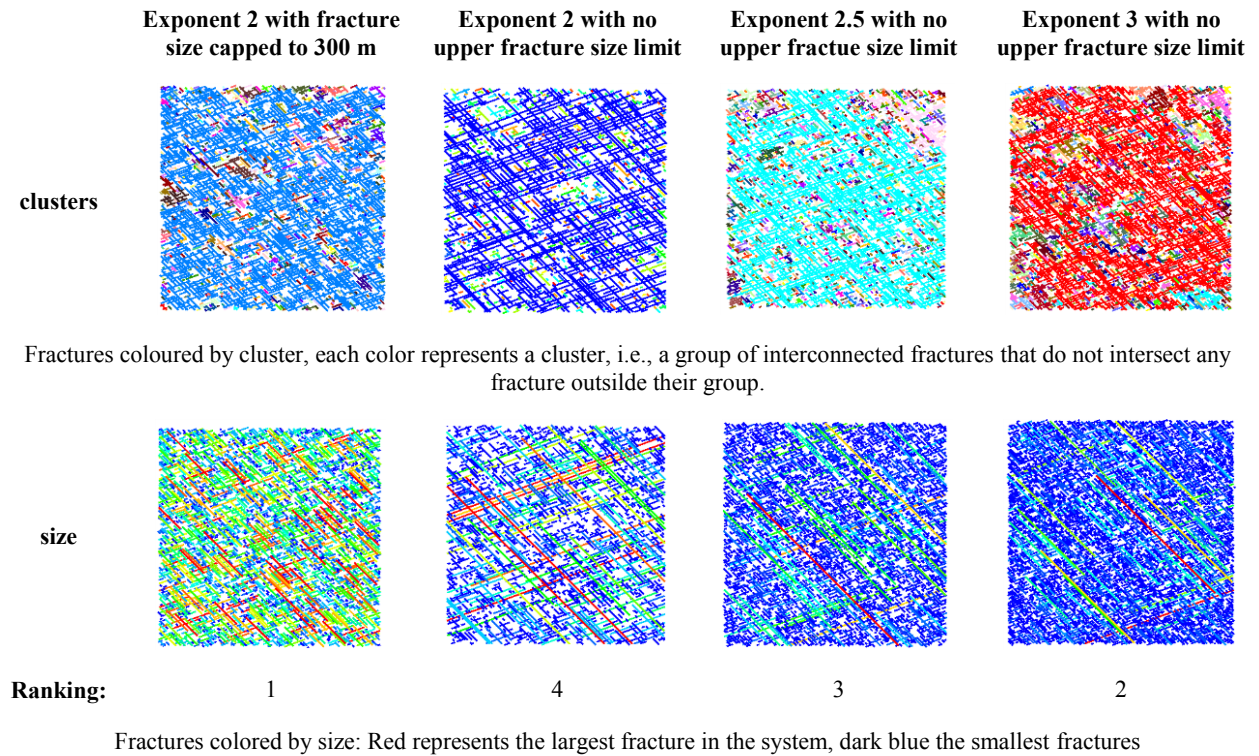 Exponent 2 with fracture size capped to 300 m
Exponent 2 with no upper fracture size limit
Exponent 2.5 with no upper fractue size limit
Exponent 3 with no upper fracture size limit
clusters
Fractures coloured by cluster, each color represents a cluster, i.e., a group of interconnected fractures that do not intersect any
fracture outsilde their group.
size
Ranking: 1 4 3 2
Fractures colored by size: Red represents the largest fracture in the system, dark blue the smallest fractures